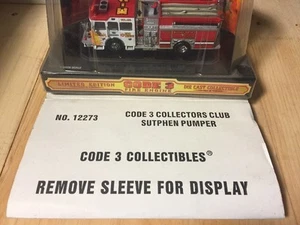 LIMITED EDITION
CODE 3
FIRE ENGINE
DIE CAST COLLECTIBLE
NO. 12273
CODE 3 COLLECTORS CLUB
SUTPHEN PUMPER
CODE 3 COLLECTIBLES®
REMOVE SLEEVE FOR DISPLAY